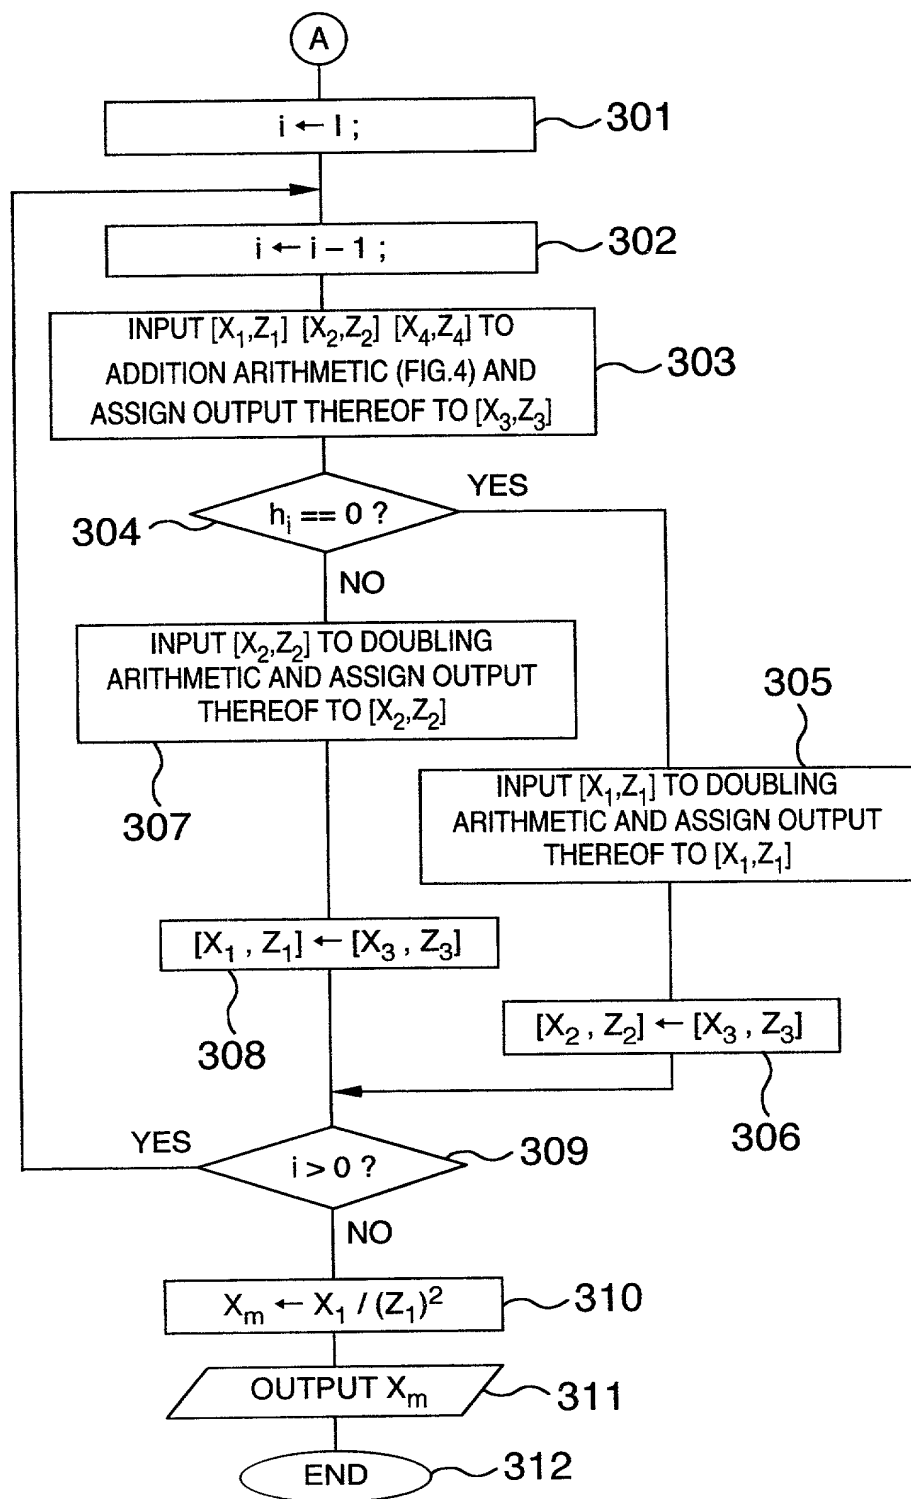 A
i ← l ;
301
i ← i – 1 ;
302
INPUT [X₁,Z₁] [X₂,Z₂] [X₄,Z₄] TO
ADDITION ARITHMETIC (FIG.4) AND
ASSIGN OUTPUT THEREOF TO [X₃,Z₃]
303
hᵢ == 0 ?
304
YES
NO
INPUT [X₂,Z₂] TO DOUBLING
ARITHMETIC AND ASSIGN OUTPUT
THEREOF TO [X₂,Z₂]
307
305
INPUT [X₁,Z₁] TO DOUBLING
ARITHMETIC AND ASSIGN OUTPUT
THEREOF TO [X₁,Z₁]
[X₁ , Z₁] ← [X₃ , Z₃]
308
[X₂ , Z₂] ← [X₃ , Z₃]
306
YES
i > 0 ?
309
NO
Xₘ ← X₁ / (Z₁)²
310
OUTPUT Xₘ
311
END
312